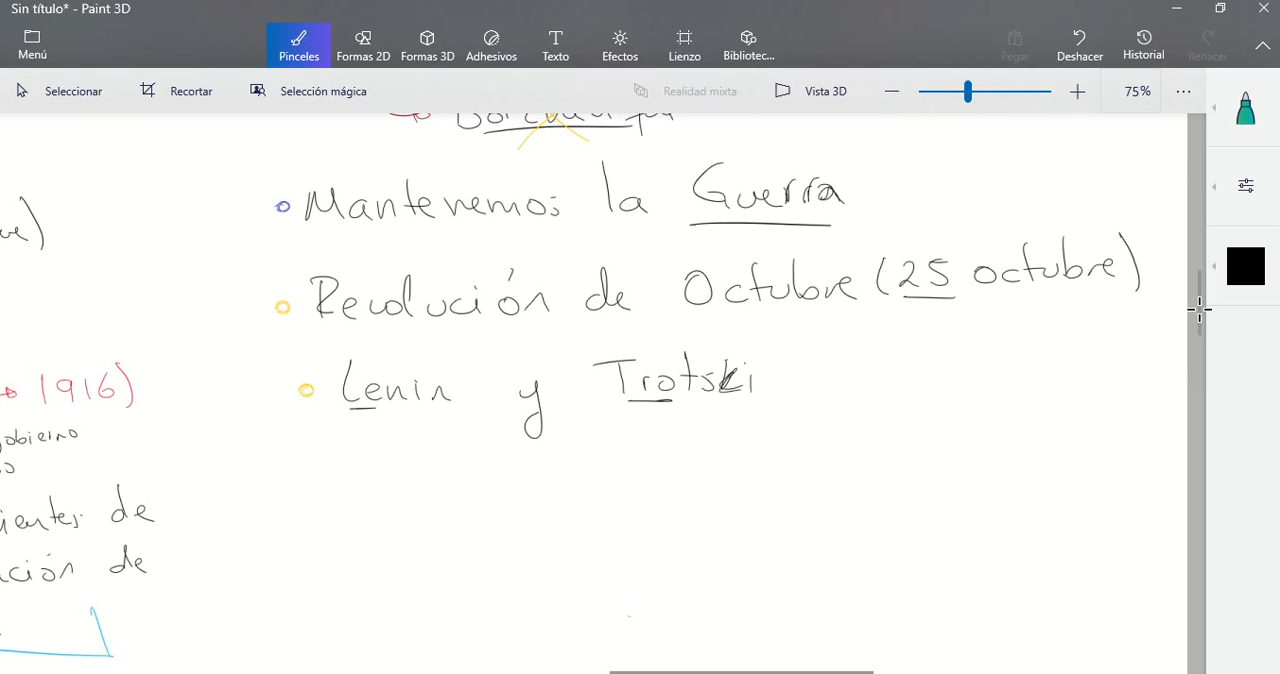 Sin título* - Paint 3D
Menú
Pinceles
Formas 2D
Formas 3D
Adhesivos
Texto
Efectos
Lienzo
Bibliotec...
Pegar
Deshacer
Historial
Rehacer
Seleccionar
Recortar
Selección mágica
Realidad mixta
Vista 3D
75%
Mantenemos la Guerra
Revolución de Octubre (25 octubre)
Lenin y Trotski
1916)
gobierno
ientes de
ación de